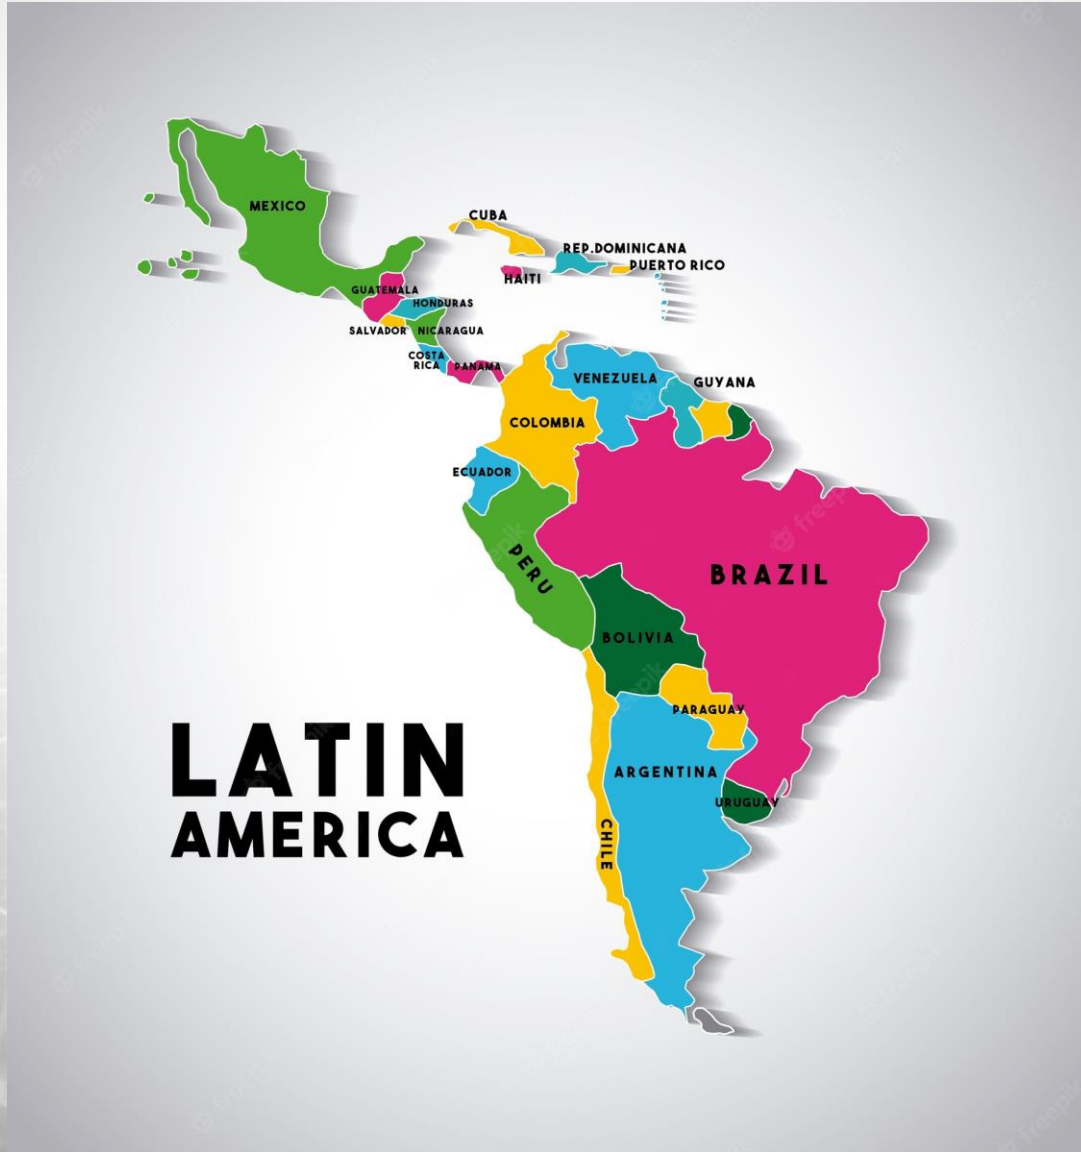 MEXICO
CUBA
REP.DOMINICANA
PUERTO RICO
HAITI
GUATEMALA
HONDURAS
SALVADOR
NICARAGUA
COSTA
RICA
PANAMA
VENEZUELA
GUYANA
COLOMBIA
ECUADOR
PERU
BRAZIL
BOLIVIA
PARAGUAY
ARGENTINA
URUGUAY
CHILE
LATIN
AMERICA
freepik